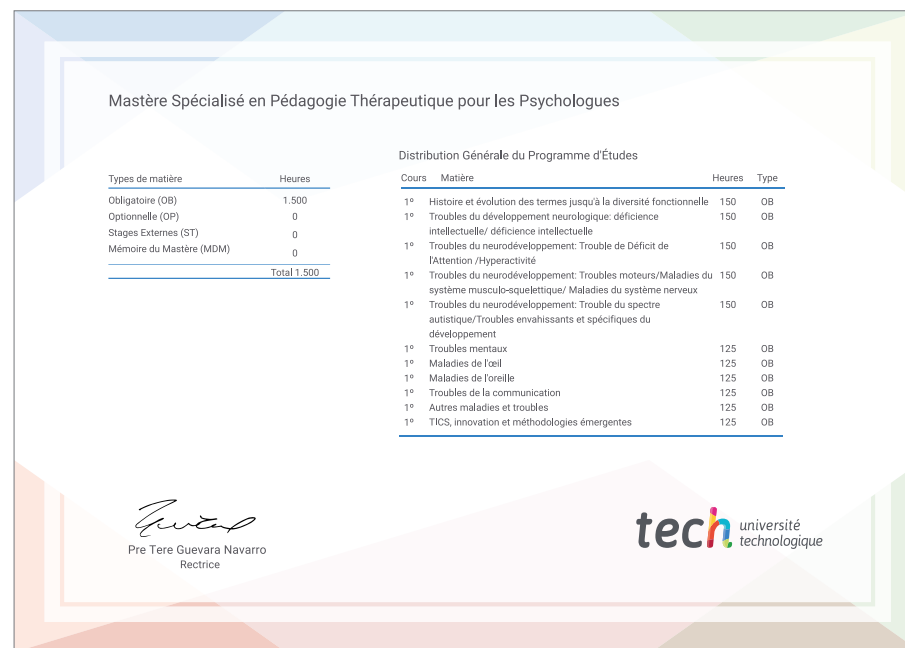 Mastère Spécialisé en Pédagogie Thérapeutique pour les Psychologues
Types de matière Heures
Obligatoire (OB) 1.500
Optionnelle (OP) 0
Stages Externes (ST) 0
Mémoire du Mastère (MDM) 0
Total 1.500
Distribution Générale du Programme d'Études
Cours Matière Heures Type
1º Histoire et évolution des termes jusqu'à la diversité fonctionnelle 150 OB
1º Troubles du développement neurologique: déficience 150 OB
intellectuelle/ déficience intellectuelle
1º Troubles du neurodéveloppement: Trouble de Déficit de 150 OB
l'Attention /Hyperactivité
1º Troubles du neurodéveloppement: Troubles moteurs/Maladies du 150 OB
système musculo-squelettique/ Maladies du système nerveux
1º Troubles du neurodéveloppement: Trouble du spectre 150 OB
autistique/Troubles envahissants et spécifiques du
développement
1º Troubles mentaux 125 OB
1º Maladies de l'œil 125 OB
1º Maladies de l'oreille 125 OB
1º Troubles de la communication 125 OB
1º Autres maladies et troubles 125 OB
1º TICS, innovation et méthodologies émergentes 125 OB
Pre Tere Guevara Navarro
Rectrice
tech université
technologique